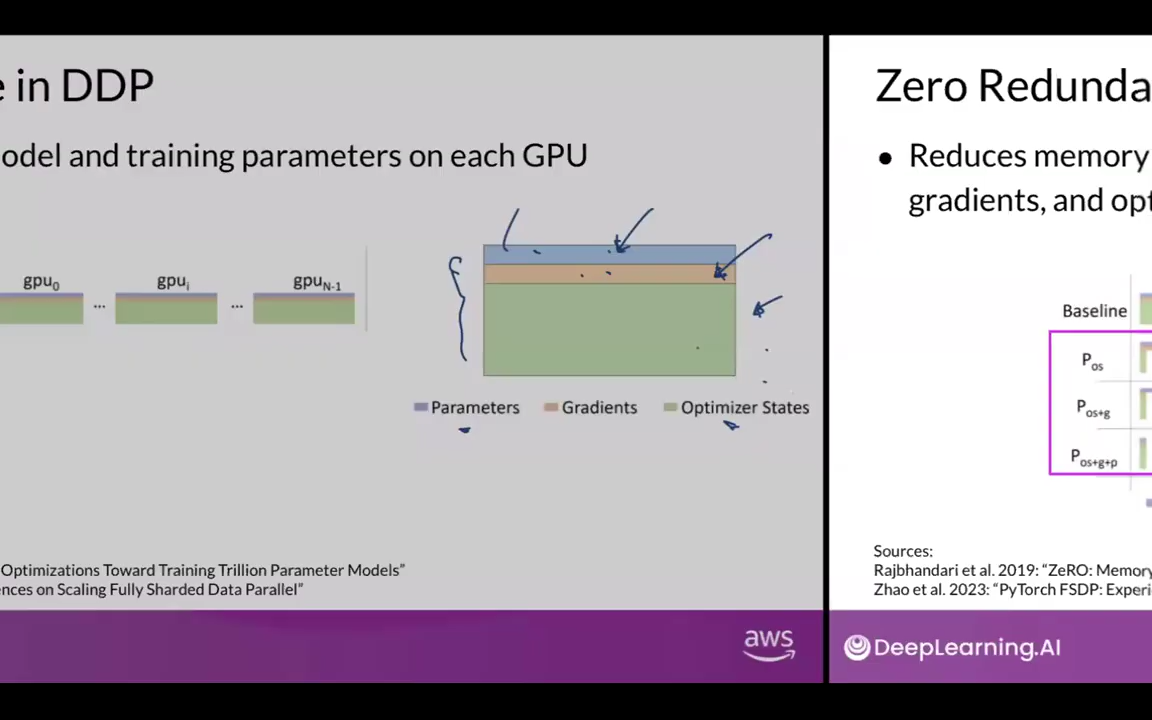 e in DDP
odel and training parameters on each GPU
gpu0
gpui
gpuN-1
...
...
Parameters
Gradients
Optimizer States
Optimizations Toward Training Trillion Parameter Models”
ences on Scaling Fully Sharded Data Parallel”
aws
Zero Redunda
● Reduces memory
gradients, and opt
Baseline
Pos
Pos+g
Pos+g+p
Sources:
Rajbhandari et al. 2019: “ZeRO: Memory
Zhao et al. 2023: “PyTorch FSDP: Experi
DeepLearning.AI